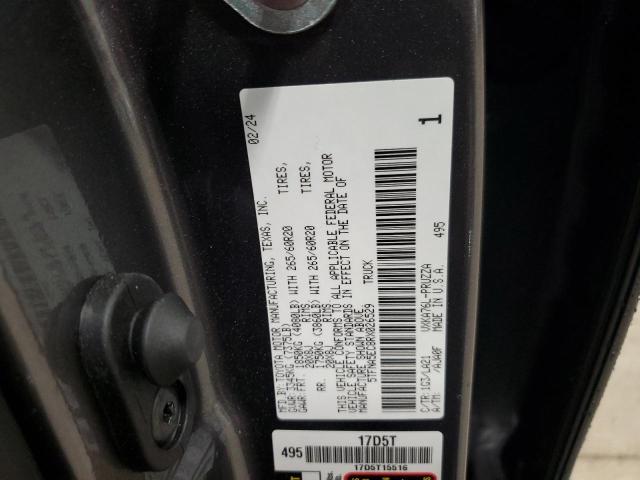 MFD.BY:TOYOTA MOTOR MANUFACTURING, TEXAS, INC. 02/24
GVWR:3345KG (7375LB)
GAWR:FRT. 1850KG (4080LB) WITH 265/60R20 TIRES,
20X8J RIMS
RR. 1750KG (3860LB) WITH 265/60R20 TIRES,
20X8J RIMS
THIS VEHICLE CONFORMS TO ALL APPLICABLE FEDERAL MOTOR
VEHICLE SAFETY STANDARDS IN EFFECT ON THE DATE OF
MANUFACTURE SHOWN ABOVE.
5TFNA5EC8RX026529 TRUCK
C/TR:1G3/LA21 VXKA76L-PRUZZA 495
A/TM: /AJA0F MADE IN U.S.A.
1
17D5T
495
17D5T15516